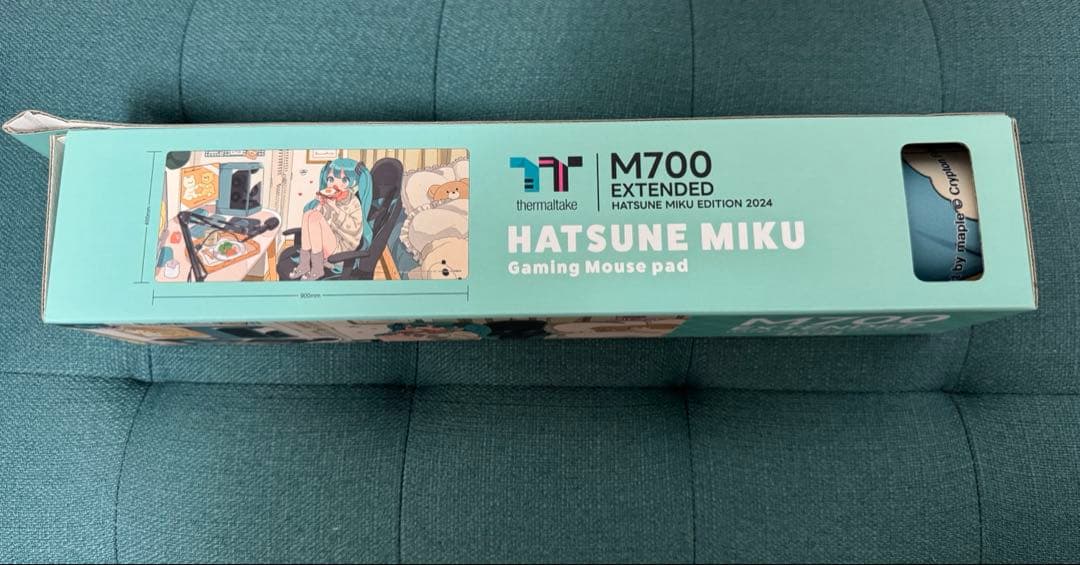 thermaltake
M700
EXTENDED
HATSUNE MIKU EDITION 2024
HATSUNE MIKU
Gaming Mouse pad
400mm
900mm
by maple © Crypton
M700